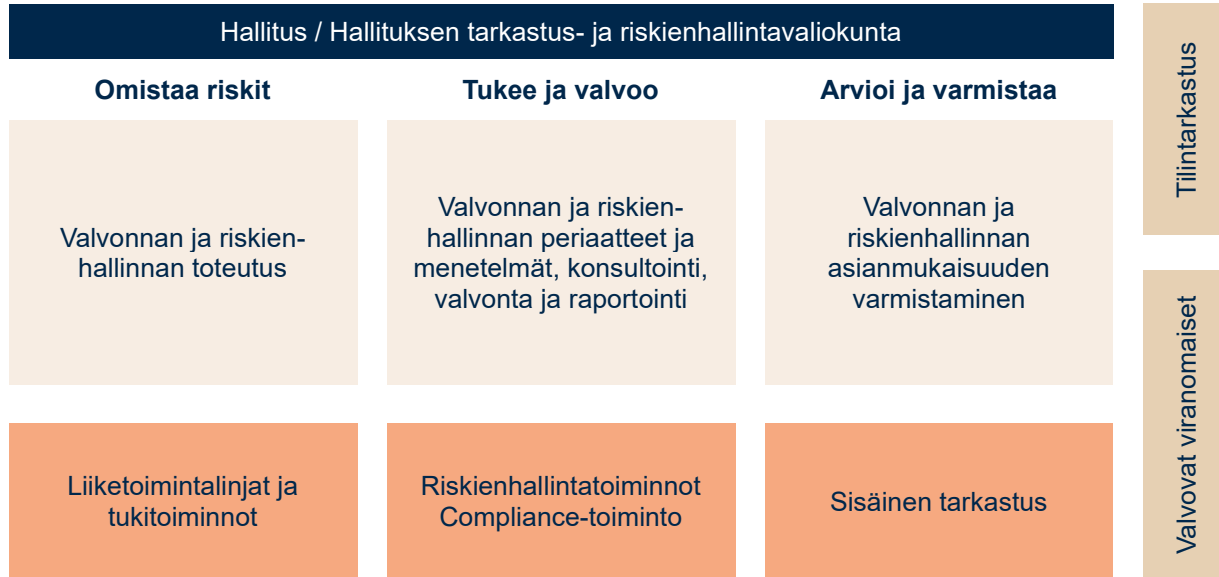 Hallitus / Hallituksen tarkastus- ja riskienhallintavaliokunta
Omistaa riskit
Tukee ja valvoo
Arvioi ja varmistaa
Valvonnan ja riskien-
hallinnan toteutus
Valvonnan ja riskien-
hallinnan periaatteet ja
menetelmät, konsultointi,
valvonta ja raportointi
Valvonnan ja
riskienhallinnan
asianmukaisuuden
varmistaminen
Liiketoimintalinjat ja
tukitoiminnot
Riskienhallintatoiminnot
Compliance-toiminto
Sisäinen tarkastus
Tilintarkastus
Valvovat viranomaiset